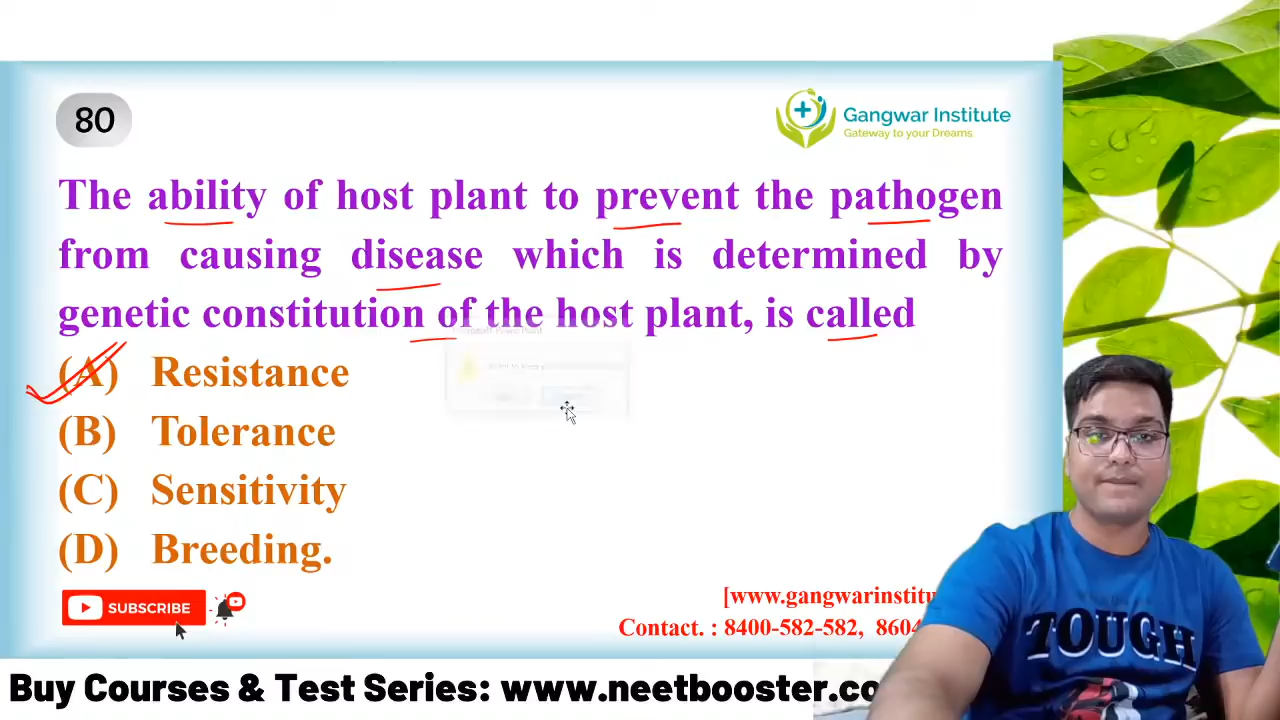 80
Gangwar Institute
Gateway to your Dreams
The ability of host plant to prevent the pathogen
from causing disease which is determined by
genetic constitution of the host plant, is called
(A) Resistance
(B) Tolerance
(C) Sensitivity
(D) Breeding.
SUBSCRIBE
[www.gangwarinstitu
Contact. : 8400-582-582, 8604
TOUGH
Buy Courses & Test Series: www.neetbooster.co